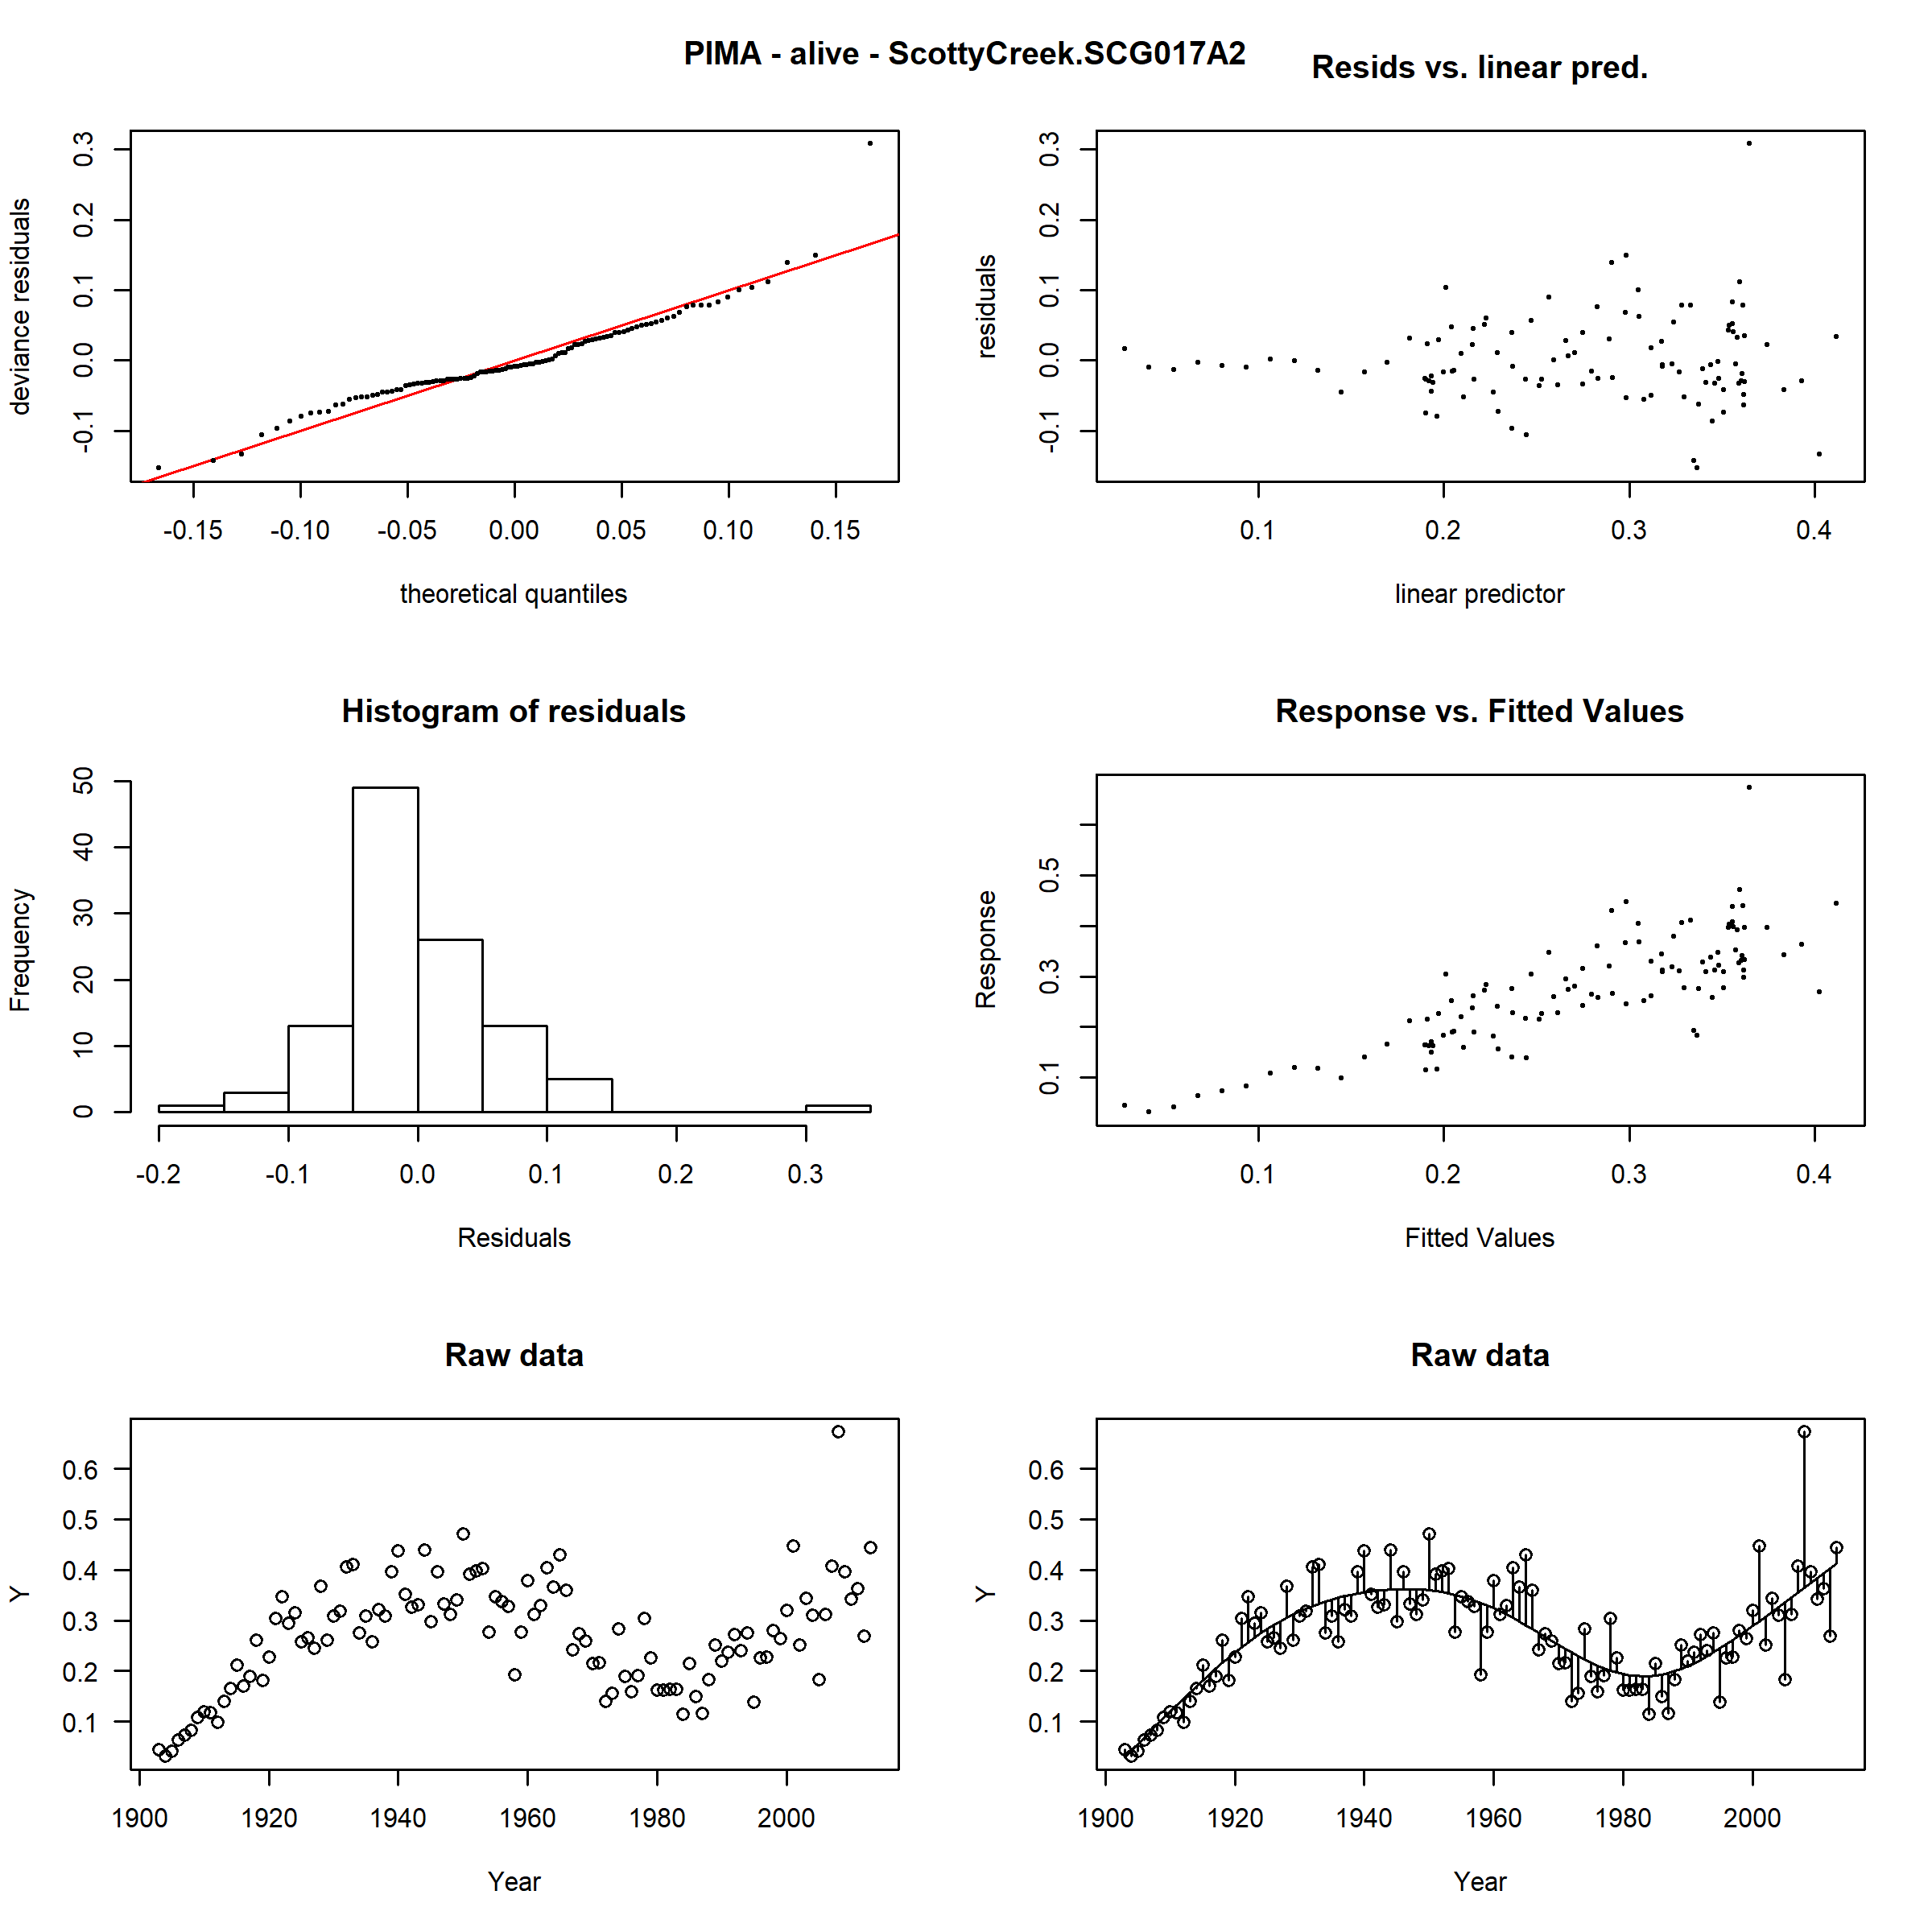 PIMA - alive - ScottyCreek.SCG017A2
Resids vs. linear pred.
deviance residuals
-0.1 0.0 0.1 0.2 0.3
-0.15 -0.10 -0.05 0.00 0.05 0.10 0.15
theoretical quantiles
residuals
-0.1 0.0 0.1 0.2 0.3
0.1 0.2 0.3 0.4
linear predictor
Histogram of residuals
Frequency
0 10 20 30 40 50
-0.2 -0.1 0.0 0.1 0.2 0.3
Residuals
Response vs. Fitted Values
Response
0.1 0.3 0.5
0.1 0.2 0.3 0.4
Fitted Values
Raw data
Y
0.6
0.5
0.4
0.3
0.2
0.1
1900 1920 1940 1960 1980 2000
Year
Raw data
Y
0.6
0.5
0.4
0.3
0.2
0.1
1900 1920 1940 1960 1980 2000
Year